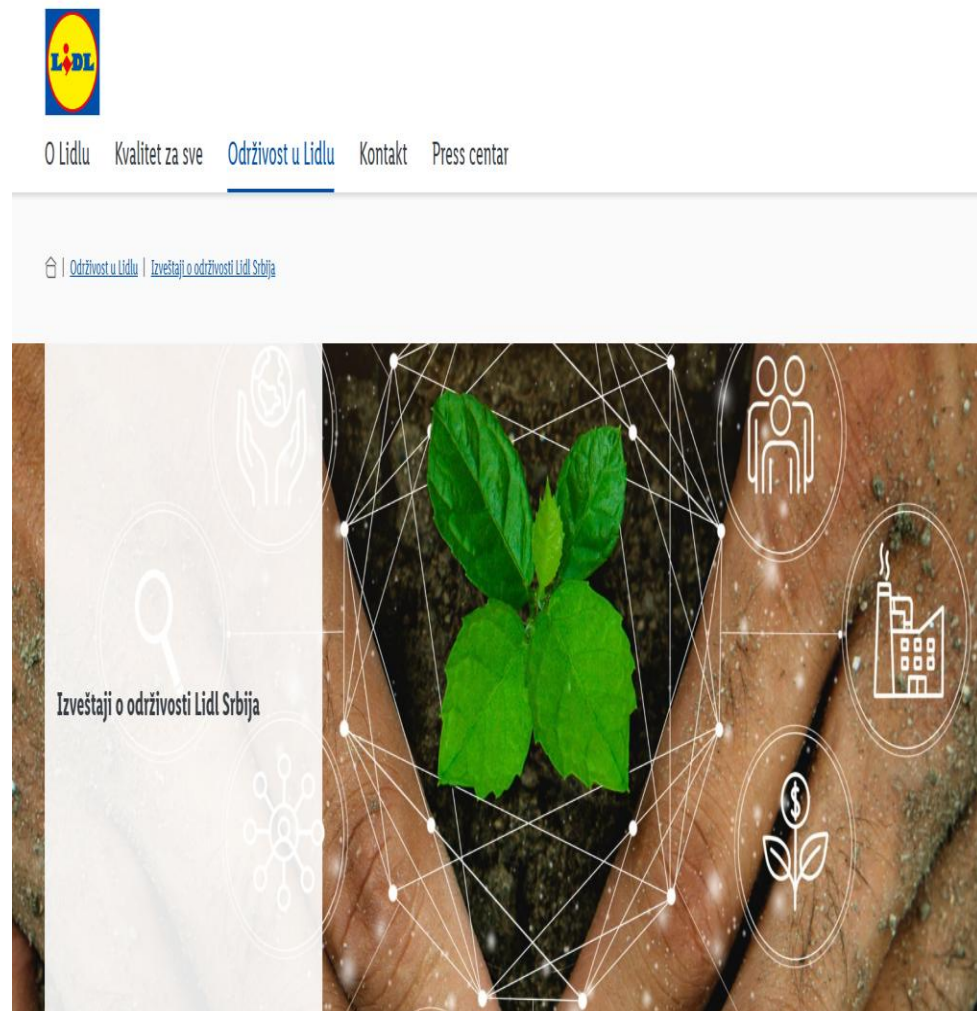 LIDL
O Lidlu Kvalitet za sve Održivost u Lidlu Kontakt Press centar
| Održivost u Lidlu | Izveštaji o održivosti Lidl Srbija
Izveštaji o održivosti Lidl Srbija
$